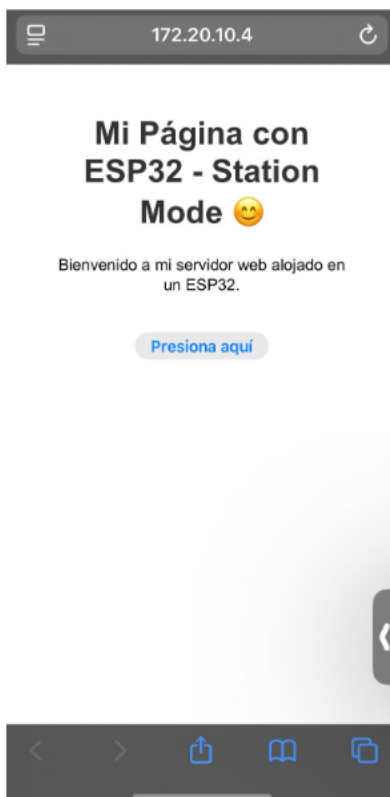 172.20.10.4
Mi Página con
ESP32 - Station
Mode 😊
Bienvenido a mi servidor web alojado en
un ESP32.
Presiona aquí